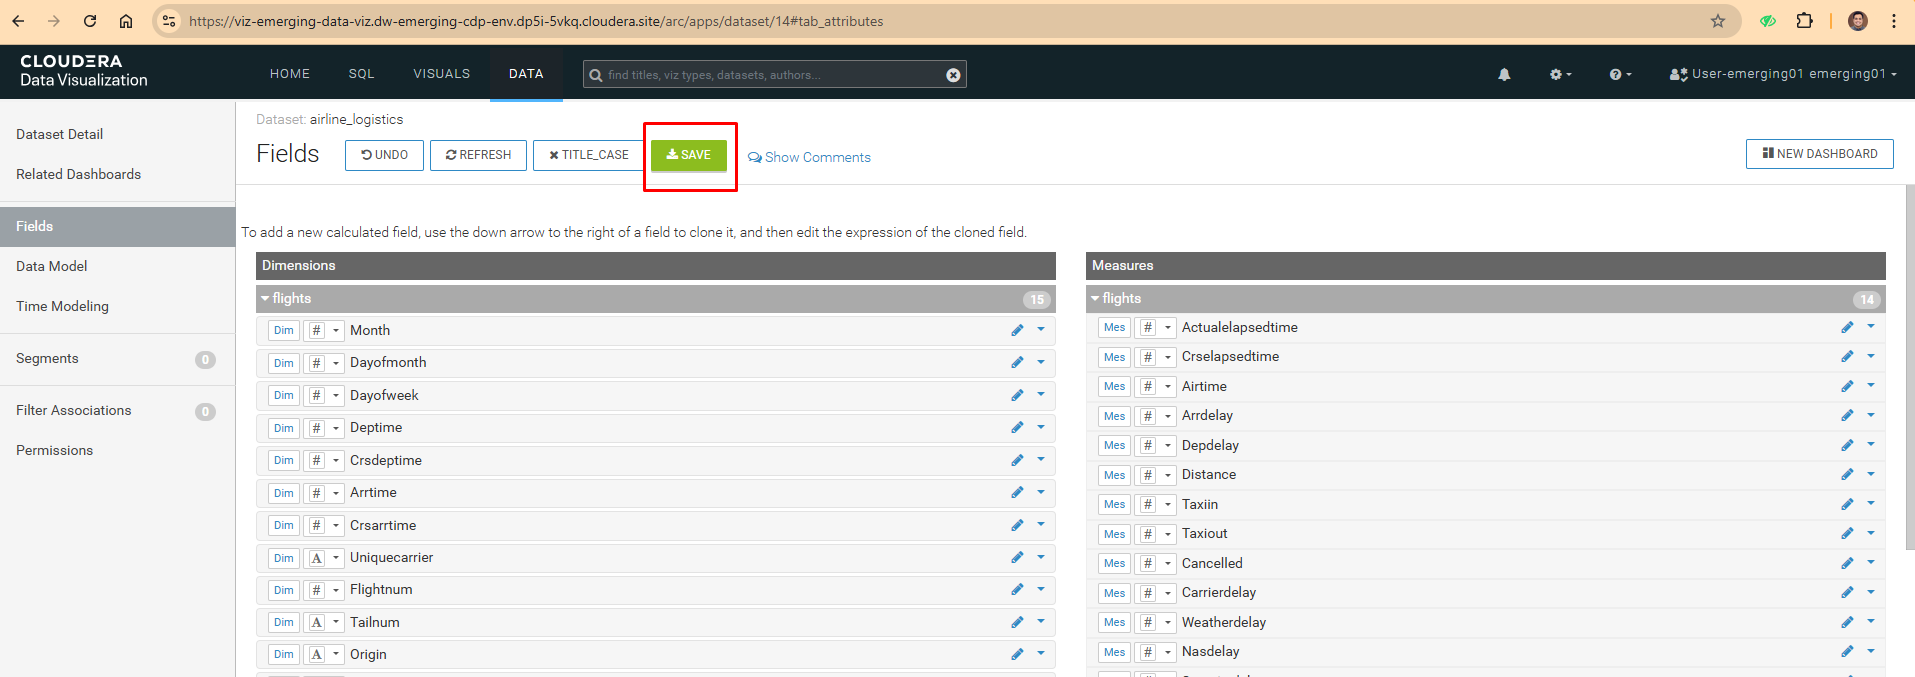 https://viz-emerging-data-viz.dw-emerging-cdp-env.dp5i-5vkq.cloudera.site/arc/apps/dataset/14#tab_attributes
CLOUDERA
Data Visualization
HOME SQL VISUALS DATA
find titles, viz types, datasets, authors...
User-emerging01 emerging01
Dataset Detail
Related Dashboards
Fields
Data Model
Time Modeling
Segments 0
Filter Associations 0
Permissions
Dataset: airline_logistics
Fields UNDO REFRESH TITLE_CASE SAVE Show Comments NEW DASHBOARD
To add a new calculated field, use the down arrow to the right of a field to clone it, and then edit the expression of the cloned field.
Dimensions
flights 15
Dim # Month
Dim # Dayofmonth
Dim # Dayofweek
Dim # Deptime
Dim # Crsdeptime
Dim # Arrtime
Dim # Crsarrtime
Dim A Uniquecarrier
Dim # Flightnum
Dim A Tailnum
Dim A Origin
Measures
flights 14
Mes # Actualelapsedtime
Mes # Crselapsedtime
Mes # Airtime
Mes # Arrdelay
Mes # Depdelay
Mes # Distance
Mes # Taxiin
Mes # Taxiout
Mes # Cancelled
Mes # Carrierdelay
Mes # Weatherdelay
Mes # Nasdelay